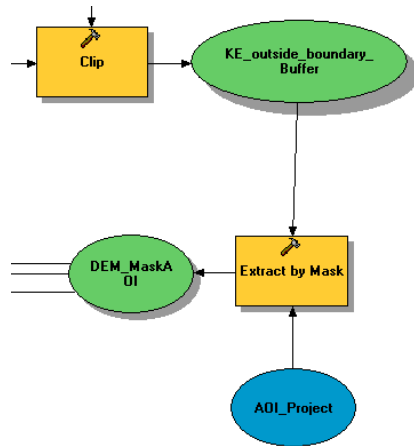 Clip
KE_outside_boundary_
Buffer
DEM_MaskA
OI
Extract by Mask
AOI_Project